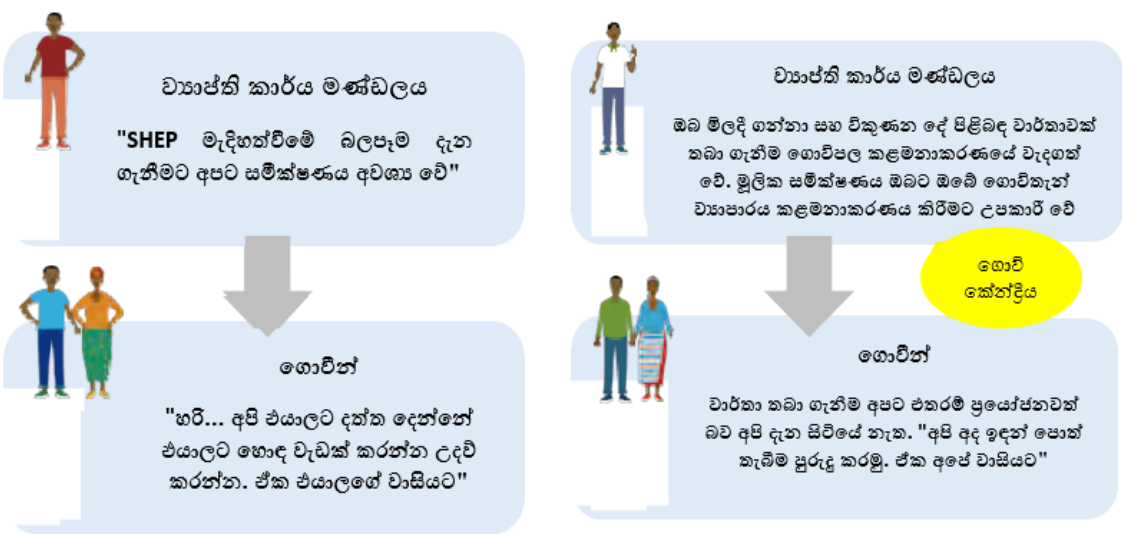 ව්‍යාප්ති කාර්ය මණ්ඩලය
"SHEP මැදිහත්වීමේ බලපෑම දැන
ගැනීමට අපට සමීක්ෂණය අවශ්‍ය වේ"
ගොවීන්
"හරි... අපි එයාලට දත්ත දෙන්නේ
එයාලට හොඳ වැඩක් කරන්න උදව්
කරන්න. ඒක එයාලගේ වාසියට"
ව්‍යාප්ති කාර්ය මණ්ඩලය
ඔබ මිලදී ගන්නා සහ විකුණන දේ පිළිබඳ වාර්තාවක්
තබා ගැනීම ගොවිපල කළමනාකරණයේ වැදගත්
වේ. මූලික සමීක්ෂණය ඔබට ඔබේ ගොවිතැන්
ව්‍යාපාරය කළමනාකරණය කිරීමට උපකාරී වේ
ගොවි
කේන්ද්‍රීය
ගොවීන්
වාර්තා තබා ගැනීම අපට එතරම් ප්‍රයෝජනවත්
බව අපි දැන සිටියේ නැත. "අපි අද ඉඳන් පොත්
තැබීම පුරුදු කරමු. ඒක අපේ වාසියට"